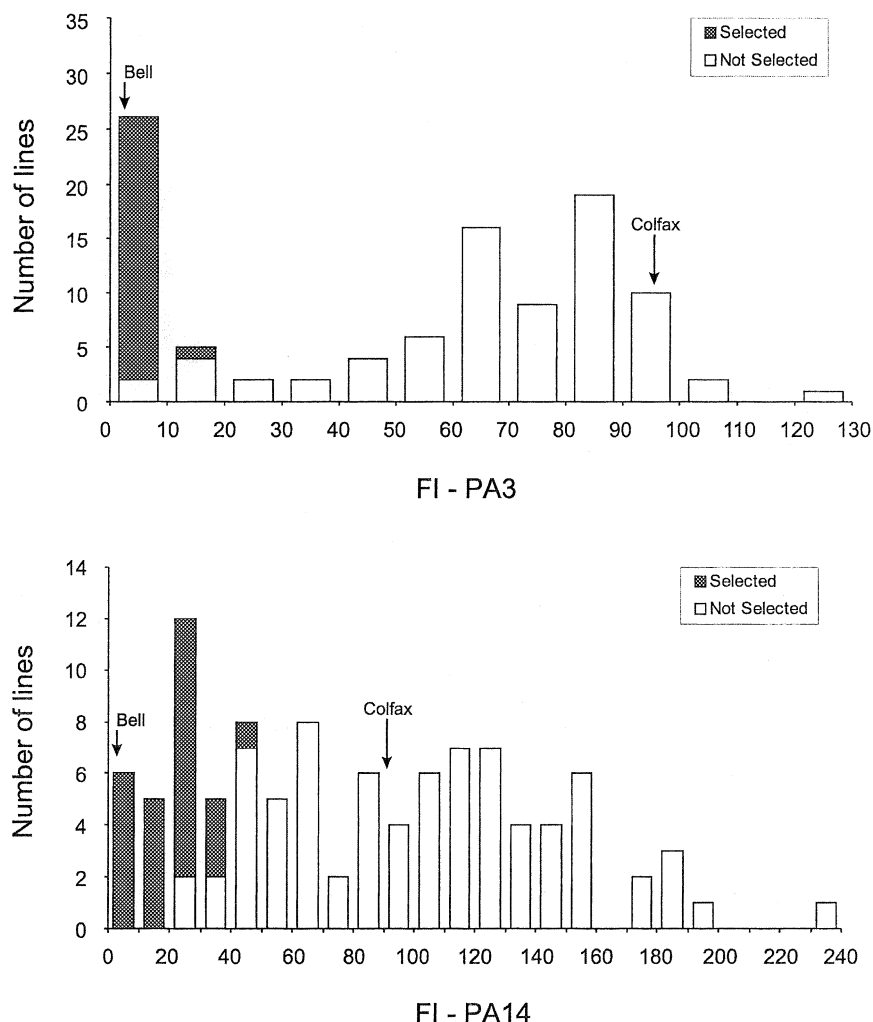 35
30
25
20
15
10
5
0
Number of lines
Bell
Colfax
Selected
Not Selected
0 10 20 30 40 50 60 70 80 90 100 110 120 130
FI - PA3
14
12
10
8
6
4
2
0
Number of lines
Bell
Colfax
Selected
Not Selected
0 20 40 60 80 100 120 140 160 180 200 220 240
FI - PA14